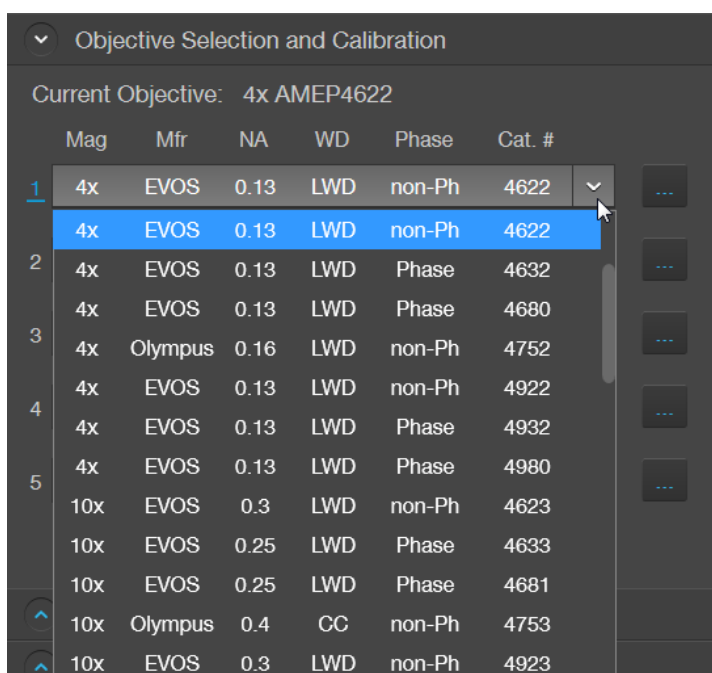 Objective Selection and Calibration
Current Objective: 4x AMEP4622
Mag Mfr NA WD Phase Cat. #
1 4x EVOS 0.13 LWD non-Ph 4622 ...
4x EVOS 0.13 LWD non-Ph 4622
2 4x EVOS 0.13 LWD Phase 4632 ...
4x EVOS 0.13 LWD Phase 4680
3 4x Olympus 0.16 LWD non-Ph 4752 ...
4x EVOS 0.13 LWD non-Ph 4922
4 4x EVOS 0.13 LWD Phase 4932 ...
4x EVOS 0.13 LWD Phase 4980
5 10x EVOS 0.3 LWD non-Ph 4623 ...
10x EVOS 0.25 LWD Phase 4633
10x EVOS 0.25 LWD Phase 4681
10x Olympus 0.4 CC non-Ph 4753
10x EVOS 0.3 LWD non-Ph 4923